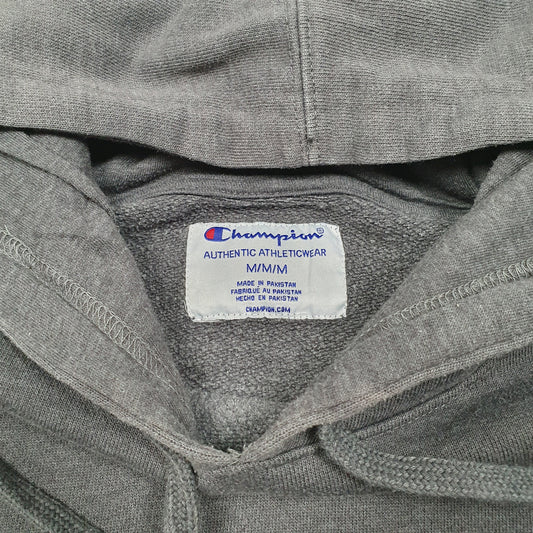 Champion®
AUTHENTIC ATHLETICWEAR
M/M/M
MADE IN PAKISTAN
FABRIQUÉ AU PAKISTAN
HECHO EN PAKISTAN
CHAMPION.COM